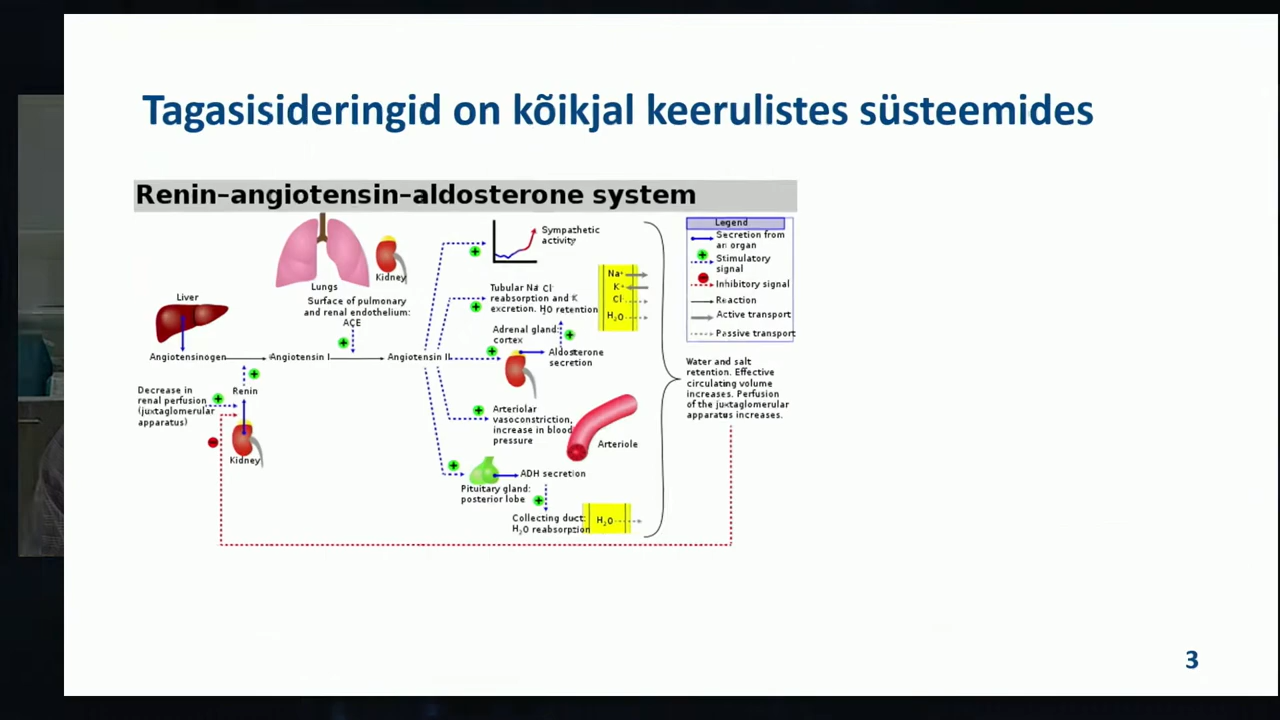 Tagasisideringid on kõikjal keerulistes süsteemides
Renin–angiotensin–aldosterone system
Lungs
Kidney
Surface of pulmonary
and renal endothelium:
ACE
Liver
Angiotensinogen
Angiotensin I
Angiotensin II
Decrease in
renal perfusion
(juxtaglomerular
apparatus)
Renin
Kidney
Sympathetic
activity
Tubular Na⁺ Cl⁻
reabsorption and K⁺
excretion. H₂O retention
Na⁺
K⁺
Cl⁻
H₂O
Adrenal gland:
cortex
Aldosterone
secretion
Arteriolar
vasoconstriction,
increase in blood
pressure
Arteriole
ADH secretion
Pituitary gland:
posterior lobe
Collecting duct:
H₂O reabsorption
H₂O
Legend
Secretion from
an organ
Stimulatory
signal
Inhibitory signal
Reaction
Active transport
Passive transport
Water and salt
retention. Effective
circulating volume
increases. Perfusion
of the juxtaglomerular
apparatus increases.
3